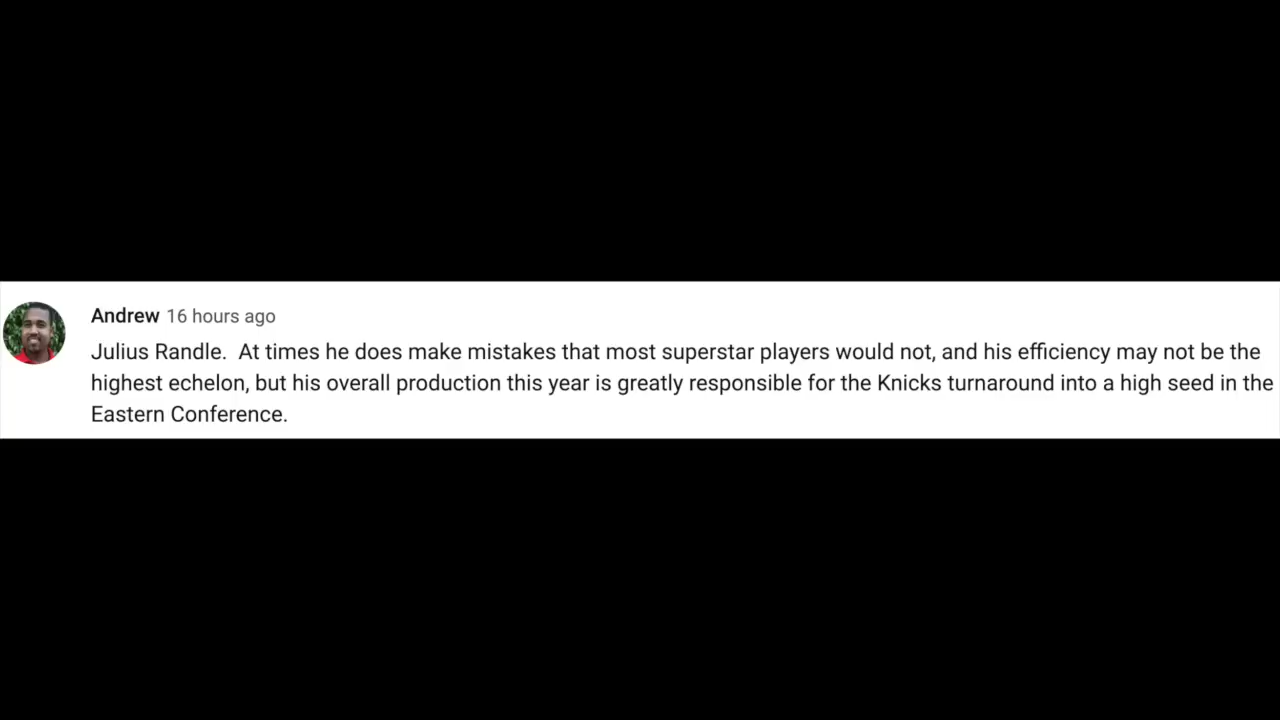 Andrew 16 hours ago
Julius Randle.  At times he does make mistakes that most superstar players would not, and his efficiency may not be the
highest echelon, but his overall production this year is greatly responsible for the Knicks turnaround into a high seed in the
Eastern Conference.